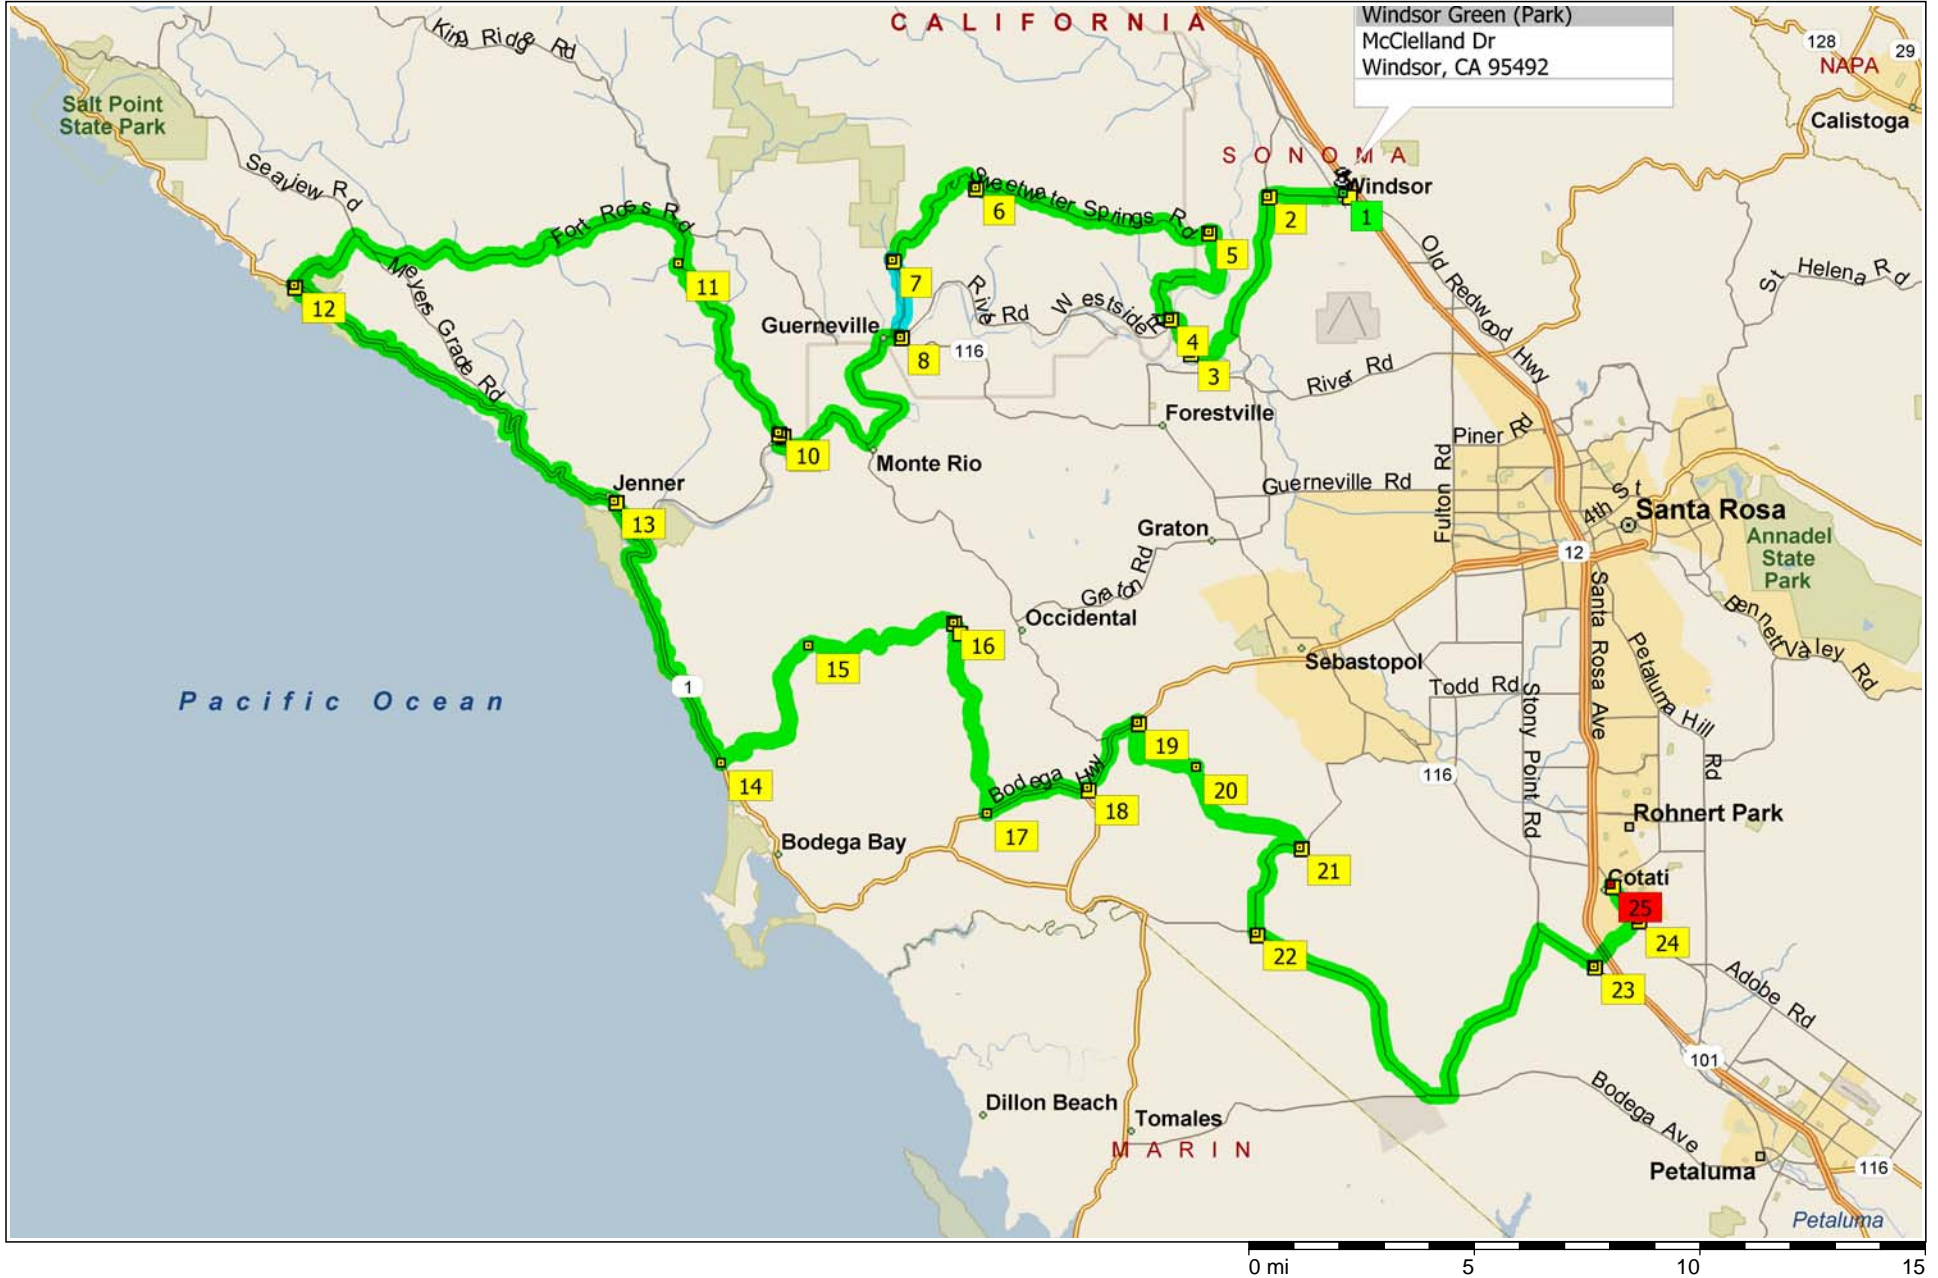 CALIFORNIA
Windsor Green (Park)
McClelland Dr
Windsor, CA 95492
King Ridge Rd
128
29
NAPA
Calistoga
Salt Point
State Park
SONOMA
Windsor
1
2
Seaview Rd
Sweetwater Springs Rd
6
5
Fort Ross Rd
Old Redwood Hwy
St Helena Rd
Meyers Grade Rd
11
7
12
River Rd
Westside Rd
4
Guerneville
8
116
3
River Rd
Forestville
10
Monte Rio
Piner Rd
Fulton Rd
Guerneville Rd
4th St
Santa Rosa
Jenner
13
Graton
12
Annadel
State
Park
Graton Rd
Bennett Valley Rd
Occidental
16
15
Sebastopol
Santa Rosa Ave
Petaluma Hill Rd
Todd Rd
Stony Point Rd
Pacific Ocean
1
19
14
116
20
Bodega Hwy
18
17
Rohnert Park
Bodega Bay
21
Cotati
25
24
22
23
Adobe Rd
101
Dillon Beach
Tomales
Bodega Ave
MARIN
Petaluma
116
Petaluma
0 mi
5
10
15